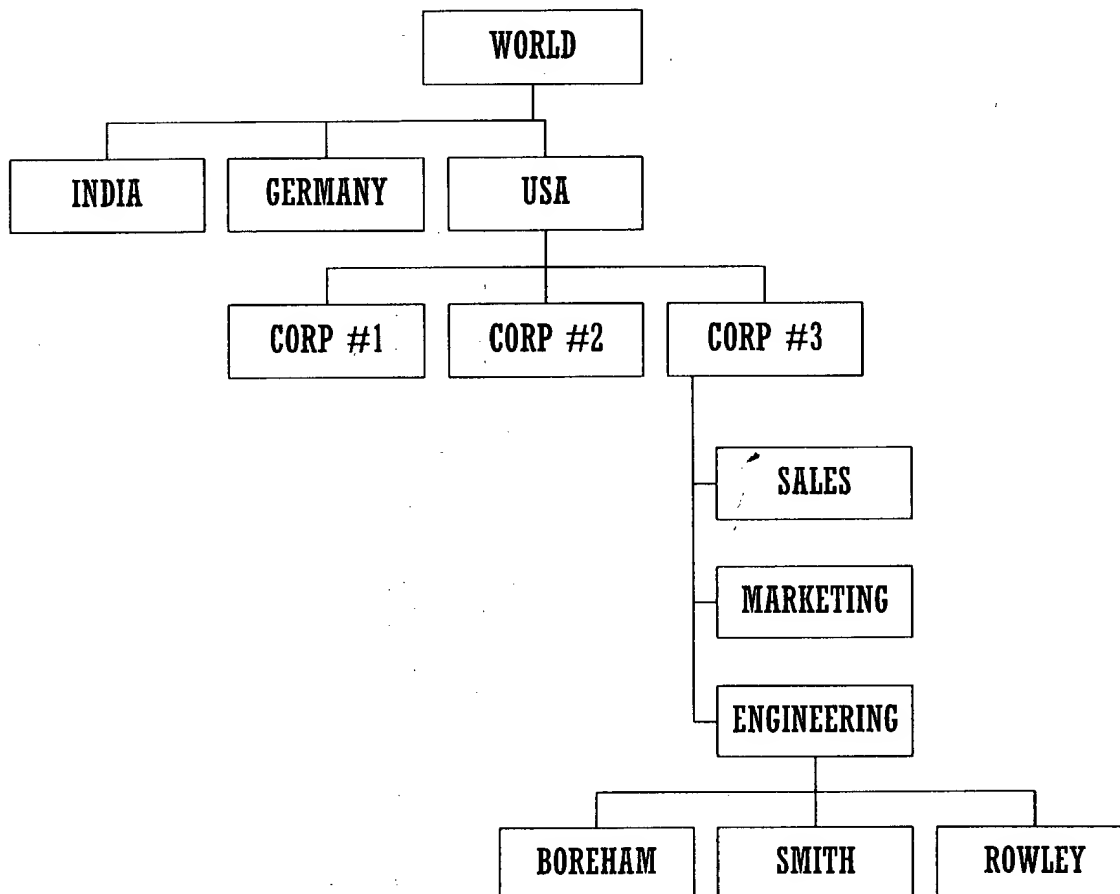 WORLD
INDIA GERMANY USA
CORP #1 CORP #2 CORP #3
SALES
MARKETING
ENGINEERING
BOREHAM SMITH ROWLEY